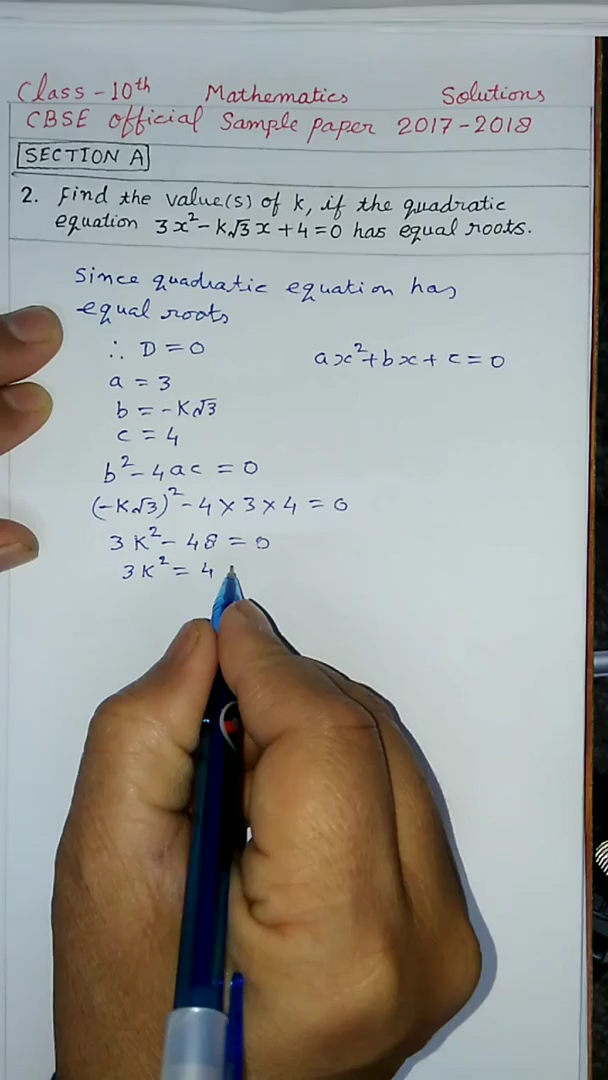 Class - 10th Mathematics Solutions
CBSE official Sample paper 2017-2018
SECTION A
2. Find the value(s) of k, if the quadratic
equation 3x² - k√3x + 4 = 0 has equal roots.
Since quadratic equation has
equal roots
∴ D = 0 ax² + bx + c = 0
a = 3
b = -K√3
c = 4
b² - 4ac = 0
(-K√3)² - 4 × 3 × 4 = 0
3K² - 48 = 0
3K² = 4